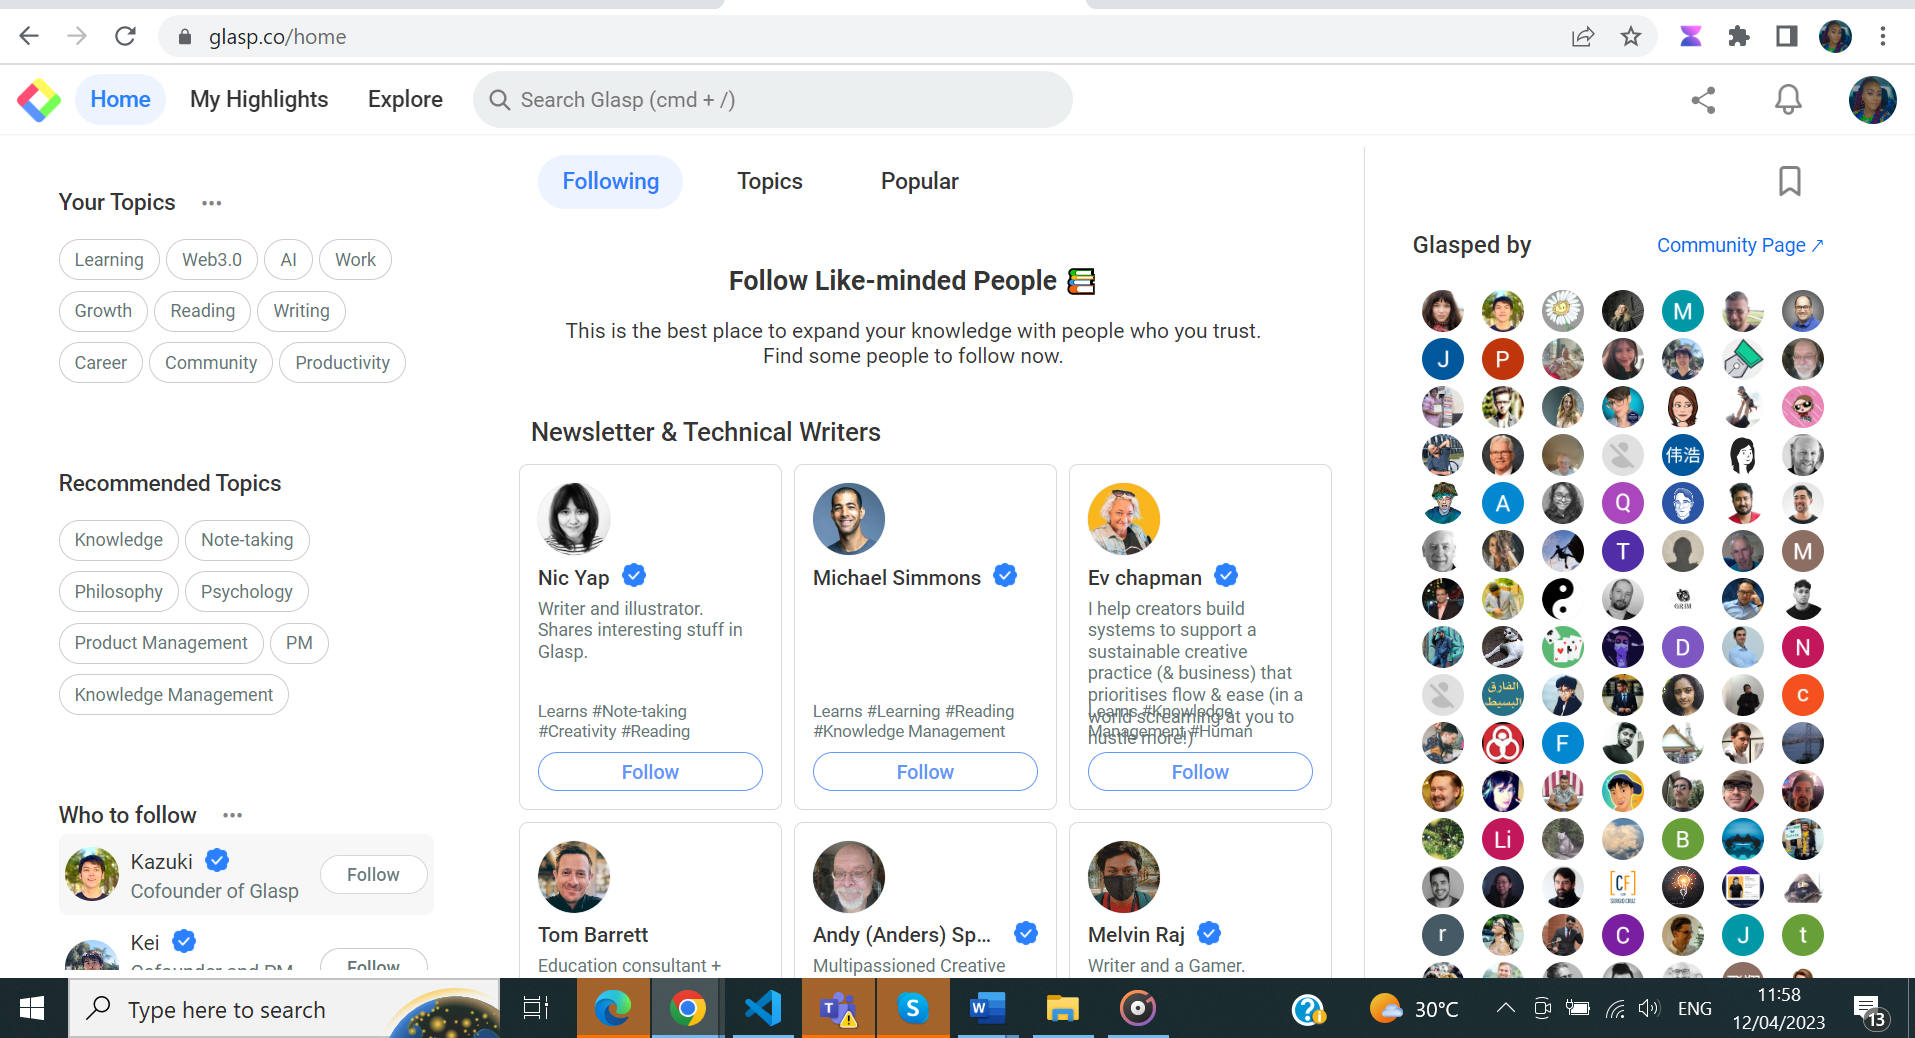 glasp.co/home
Home
My Highlights
Explore
Search Glasp (cmd + /)
Your Topics
Learning
Web3.0
AI
Work
Growth
Reading
Writing
Career
Community
Productivity
Recommended Topics
Knowledge
Note-taking
Philosophy
Psychology
Product Management
PM
Knowledge Management
Who to follow
Kazuki
Cofounder of Glasp
Follow
Kei
Cofounder and PM
Follow
Following
Topics
Popular
Follow Like-minded People
This is the best place to expand your knowledge with people who you trust.
Find some people to follow now.
Newsletter & Technical Writers
Nic Yap
Writer and illustrator.
Shares interesting stuff in
Glasp.
Learns #Note-taking
#Creativity #Reading
Follow
Michael Simmons
Learns #Learning #Reading
#Knowledge Management
Follow
Ev chapman
I help creators build
systems to support a
sustainable creative
practice (& business) that
prioritises flow & ease (in a
world screaming at you to
hustle more!)
Learns #Knowledge
Management #Human
Follow
Tom Barrett
Education consultant +
Andy (Anders) Sp...
Multipassioned Creative
Melvin Raj
Writer and a Gamer.
Glasped by
Community Page ↗
M
J
P
伟浩
A
Q
T
M
GRIM
D
N
الفارق
البسيط
c
F
Li
B
CF
SERGIO CRUZ
r
C
J
t
Type here to search
30°C
ENG
11:58
12/04/2023
13